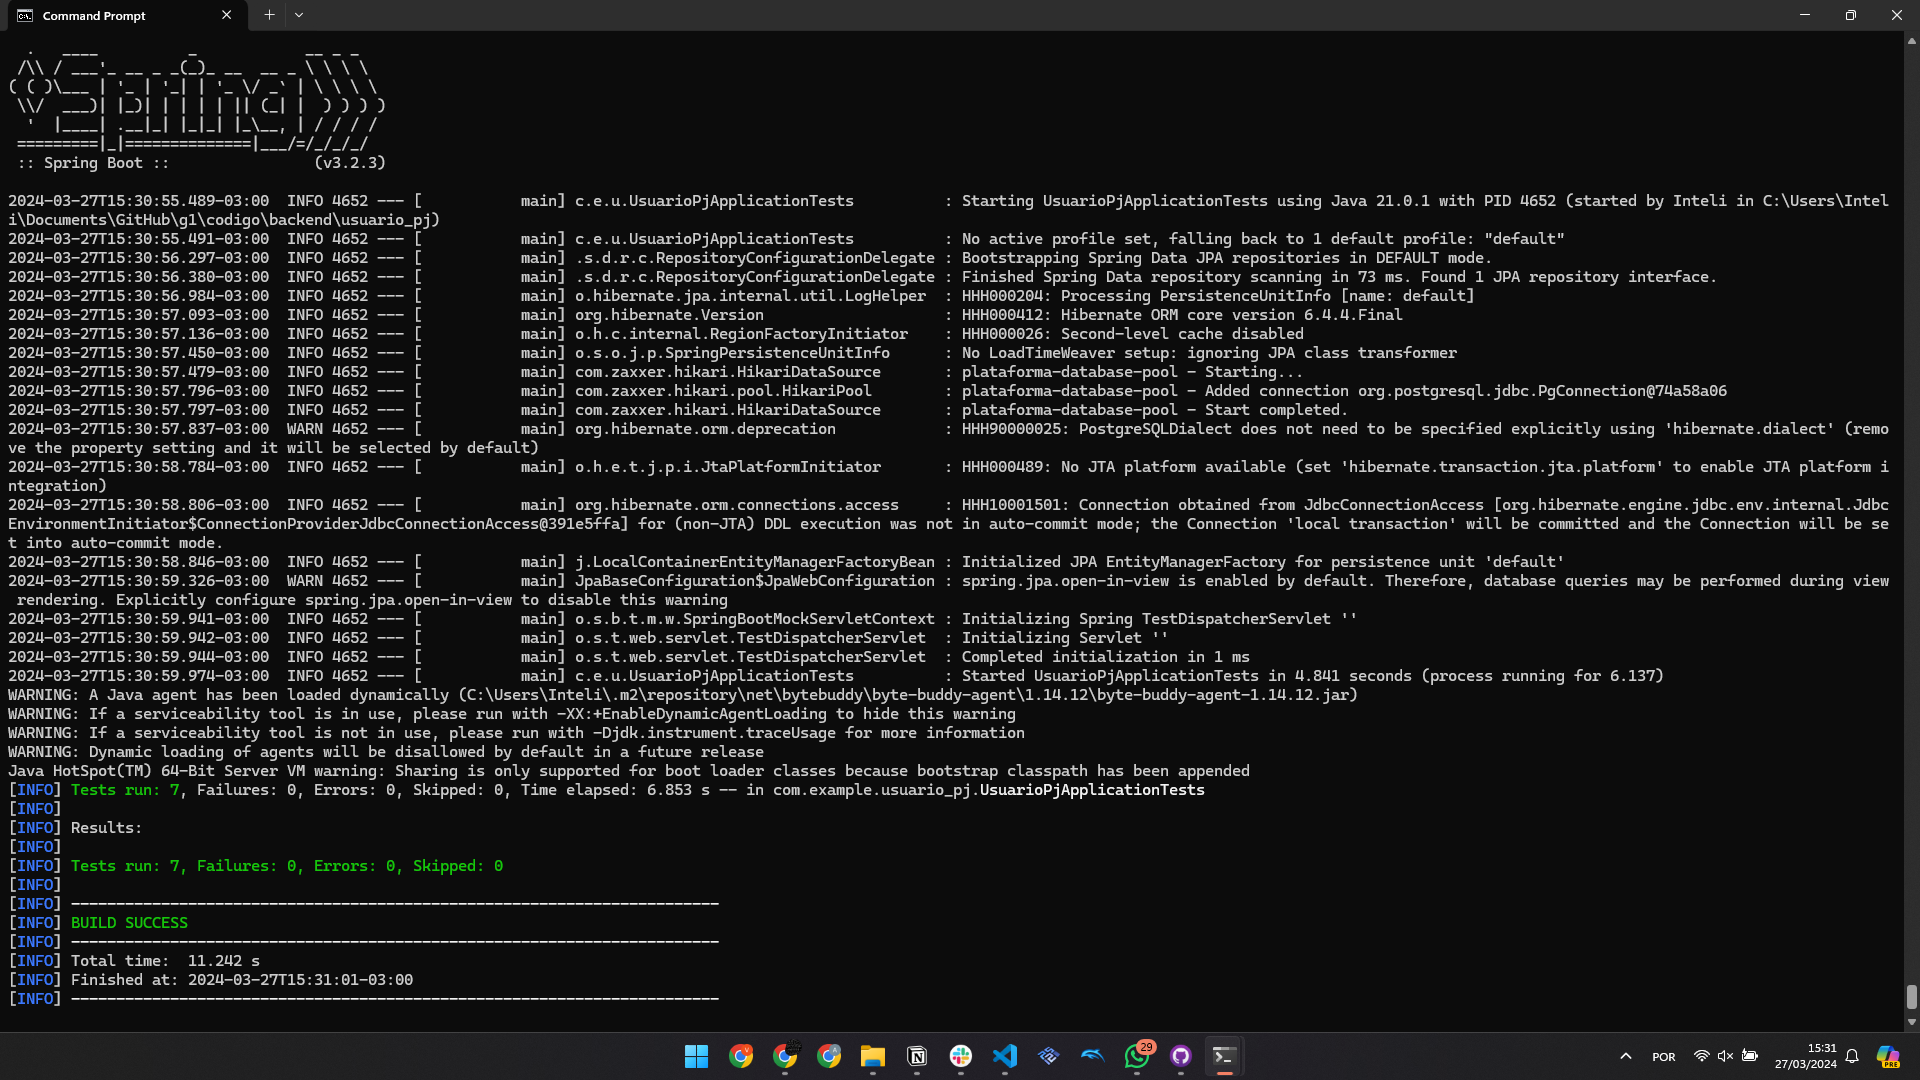 Command Prompt
  .   ____          _            __ _ _
 /\\ / ___'_ __ _ _(_)_ __  __ _ \ \ \ \
( ( )\___ | '_ | '_| | '_ \/ _` | \ \ \ \
 \\/  ___)| |_)| | | | | || (_| |  ) ) ) )
  '  |____| .__|_| |_|_| |_\__, | / / / /
 =========|_|==============|___/=/_/_/_/
 :: Spring Boot ::                (v3.2.3)
2024-03-27T15:30:55.489-03:00  INFO 4652 --- [           main] c.e.u.UsuarioPjApplicationTests          : Starting UsuarioPjApplicationTests using Java 21.0.1 with PID 4652 (started by Inteli in C:\Users\Intel
i\Documents\GitHub\g1\codigo\backend\usuario_pj)
2024-03-27T15:30:55.491-03:00  INFO 4652 --- [           main] c.e.u.UsuarioPjApplicationTests          : No active profile set, falling back to 1 default profile: "default"
2024-03-27T15:30:56.297-03:00  INFO 4652 --- [           main] .s.d.r.c.RepositoryConfigurationDelegate : Bootstrapping Spring Data JPA repositories in DEFAULT mode.
2024-03-27T15:30:56.380-03:00  INFO 4652 --- [           main] .s.d.r.c.RepositoryConfigurationDelegate : Finished Spring Data repository scanning in 73 ms. Found 1 JPA repository interface.
2024-03-27T15:30:56.984-03:00  INFO 4652 --- [           main] o.hibernate.jpa.internal.util.LogHelper  : HHH000204: Processing PersistenceUnitInfo [name: default]
2024-03-27T15:30:57.093-03:00  INFO 4652 --- [           main] org.hibernate.Version                    : HHH000412: Hibernate ORM core version 6.4.4.Final
2024-03-27T15:30:57.136-03:00  INFO 4652 --- [           main] o.h.c.internal.RegionFactoryInitiator    : HHH000026: Second-level cache disabled
2024-03-27T15:30:57.450-03:00  INFO 4652 --- [           main] o.s.o.j.p.SpringPersistenceUnitInfo      : No LoadTimeWeaver setup: ignoring JPA class transformer
2024-03-27T15:30:57.479-03:00  INFO 4652 --- [           main] com.zaxxer.hikari.HikariDataSource       : plataforma-database-pool - Starting...
2024-03-27T15:30:57.796-03:00  INFO 4652 --- [           main] com.zaxxer.hikari.pool.HikariPool        : plataforma-database-pool - Added connection org.postgresql.jdbc.PgConnection@74a58a06
2024-03-27T15:30:57.797-03:00  INFO 4652 --- [           main] com.zaxxer.hikari.HikariDataSource       : plataforma-database-pool - Start completed.
2024-03-27T15:30:57.837-03:00  WARN 4652 --- [           main] org.hibernate.orm.deprecation            : HHH90000025: PostgreSQLDialect does not need to be specified explicitly using 'hibernate.dialect' (remo
ve the property setting and it will be selected by default)
2024-03-27T15:30:58.784-03:00  INFO 4652 --- [           main] o.h.e.t.j.p.i.JtaPlatformInitiator       : HHH000489: No JTA platform available (set 'hibernate.transaction.jta.platform' to enable JTA platform i
ntegration)
2024-03-27T15:30:58.806-03:00  INFO 4652 --- [           main] org.hibernate.orm.connections.access     : HHH10001501: Connection obtained from JdbcConnectionAccess [org.hibernate.engine.jdbc.env.internal.Jdbc
EnvironmentInitiator$ConnectionProviderJdbcConnectionAccess@391e5ffa] for (non-JTA) DDL execution was not in auto-commit mode; the Connection 'local transaction' will be committed and the Connection will be se
t into auto-commit mode.
2024-03-27T15:30:58.846-03:00  INFO 4652 --- [           main] j.LocalContainerEntityManagerFactoryBean : Initialized JPA EntityManagerFactory for persistence unit 'default'
2024-03-27T15:30:59.326-03:00  WARN 4652 --- [           main] JpaBaseConfiguration$JpaWebConfiguration : spring.jpa.open-in-view is enabled by default. Therefore, database queries may be performed during view
 rendering. Explicitly configure spring.jpa.open-in-view to disable this warning
2024-03-27T15:30:59.941-03:00  INFO 4652 --- [           main] o.s.b.t.m.w.SpringBootMockServletContext : Initializing Spring TestDispatcherServlet ''
2024-03-27T15:30:59.942-03:00  INFO 4652 --- [           main] o.s.t.web.servlet.TestDispatcherServlet  : Initializing Servlet ''
2024-03-27T15:30:59.944-03:00  INFO 4652 --- [           main] o.s.t.web.servlet.TestDispatcherServlet  : Completed initialization in 1 ms
2024-03-27T15:30:59.974-03:00  INFO 4652 --- [           main] c.e.u.UsuarioPjApplicationTests          : Started UsuarioPjApplicationTests in 4.841 seconds (process running for 6.137)
WARNING: A Java agent has been loaded dynamically (C:\Users\Inteli\.m2\repository\net\bytebuddy\byte-buddy-agent\1.14.12\byte-buddy-agent-1.14.12.jar)
WARNING: If a serviceability tool is in use, please run with -XX:+EnableDynamicAgentLoading to hide this warning
WARNING: If a serviceability tool is not in use, please run with -Djdk.instrument.traceUsage for more information
WARNING: Dynamic loading of agents will be disallowed by default in a future release
Java HotSpot(TM) 64-Bit Server VM warning: Sharing is only supported for boot loader classes because bootstrap classpath has been appended
[INFO] Tests run: 7, Failures: 0, Errors: 0, Skipped: 0, Time elapsed: 6.853 s -- in com.example.usuario_pj.UsuarioPjApplicationTests
[INFO]
[INFO] Results:
[INFO]
[INFO] Tests run: 7, Failures: 0, Errors: 0, Skipped: 0
[INFO]
[INFO] ------------------------------------------------------------------------
[INFO] BUILD SUCCESS
[INFO] ------------------------------------------------------------------------
[INFO] Total time:  11.242 s
[INFO] Finished at: 2024-03-27T15:31:01-03:00
[INFO] ------------------------------------------------------------------------
29
POR
15:31
27/03/2024
PRE